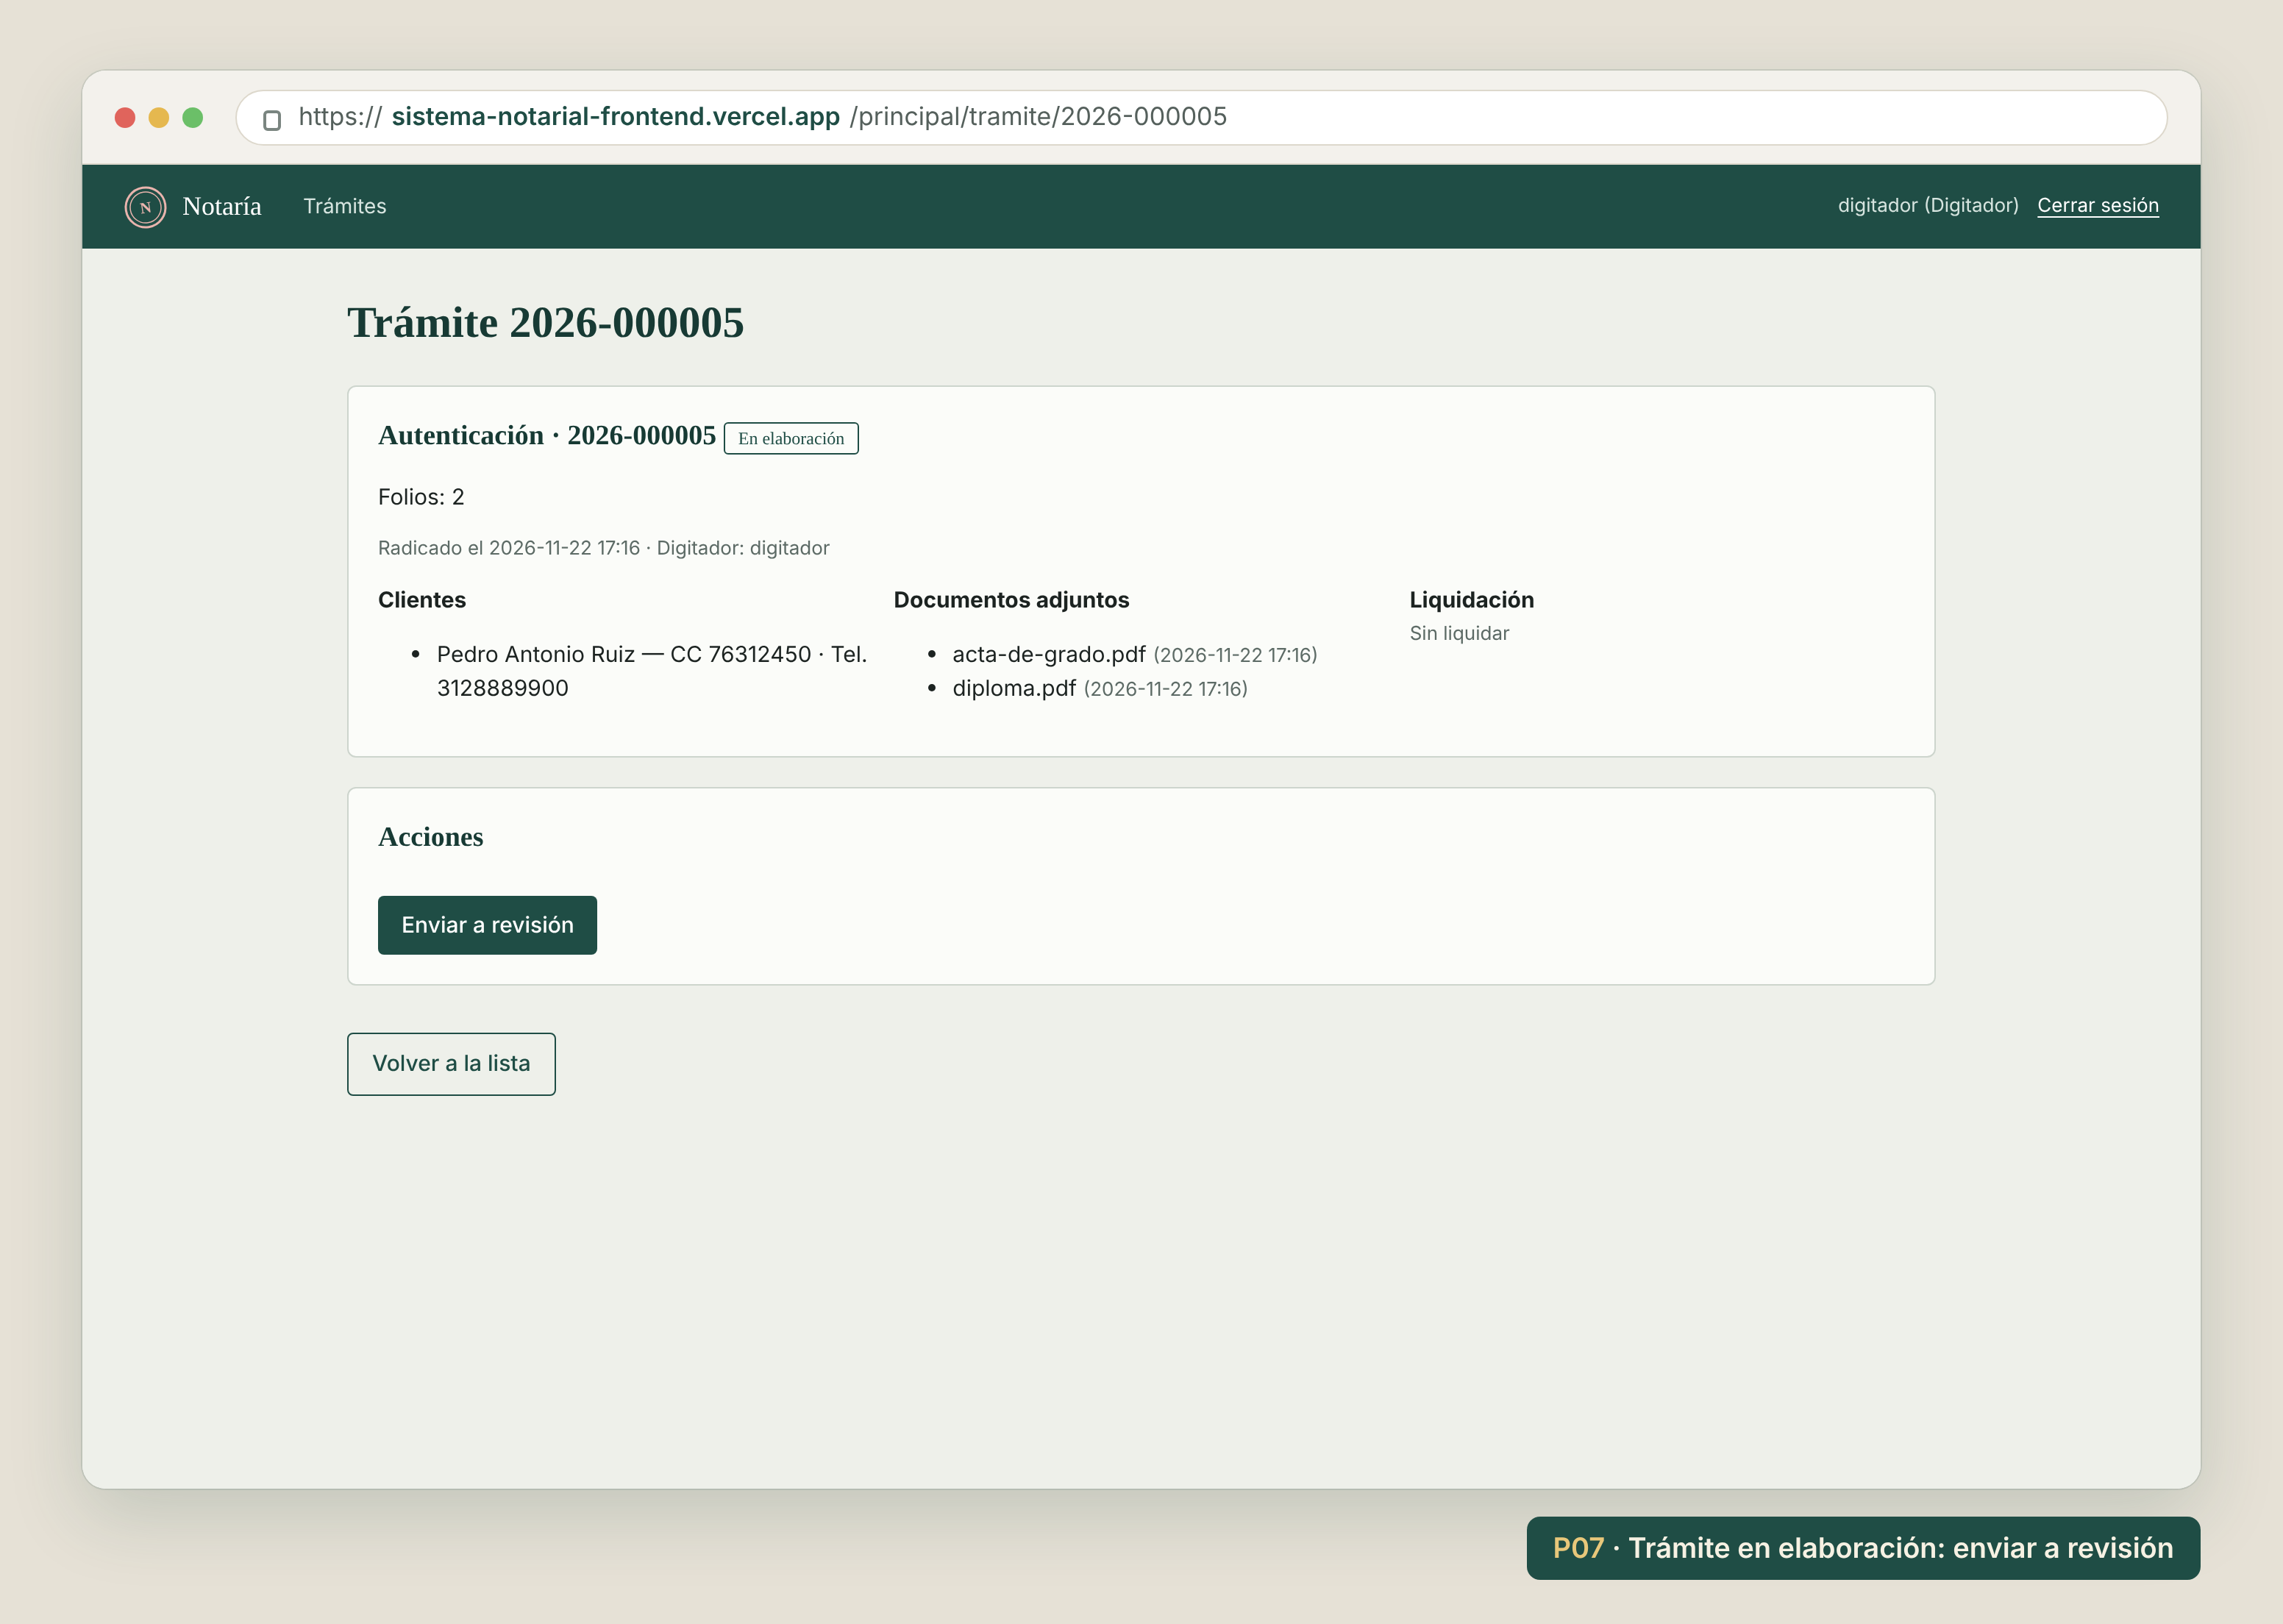 https:// sistema-notarial-frontend.vercel.app /principal/tramite/2026-000005
N Notaría Trámites digitador (Digitador) Cerrar sesión
Trámite 2026-000005
Autenticación · 2026-000005 En elaboración
Folios: 2
Radicado el 2026-11-22 17:16 · Digitador: digitador
Clientes
• Pedro Antonio Ruiz — CC 76312450 · Tel.
3128889900
Documentos adjuntos
• acta-de-grado.pdf (2026-11-22 17:16)
• diploma.pdf (2026-11-22 17:16)
Liquidación
Sin liquidar
Acciones
Enviar a revisión
Volver a la lista
P07 · Trámite en elaboración: enviar a revisión